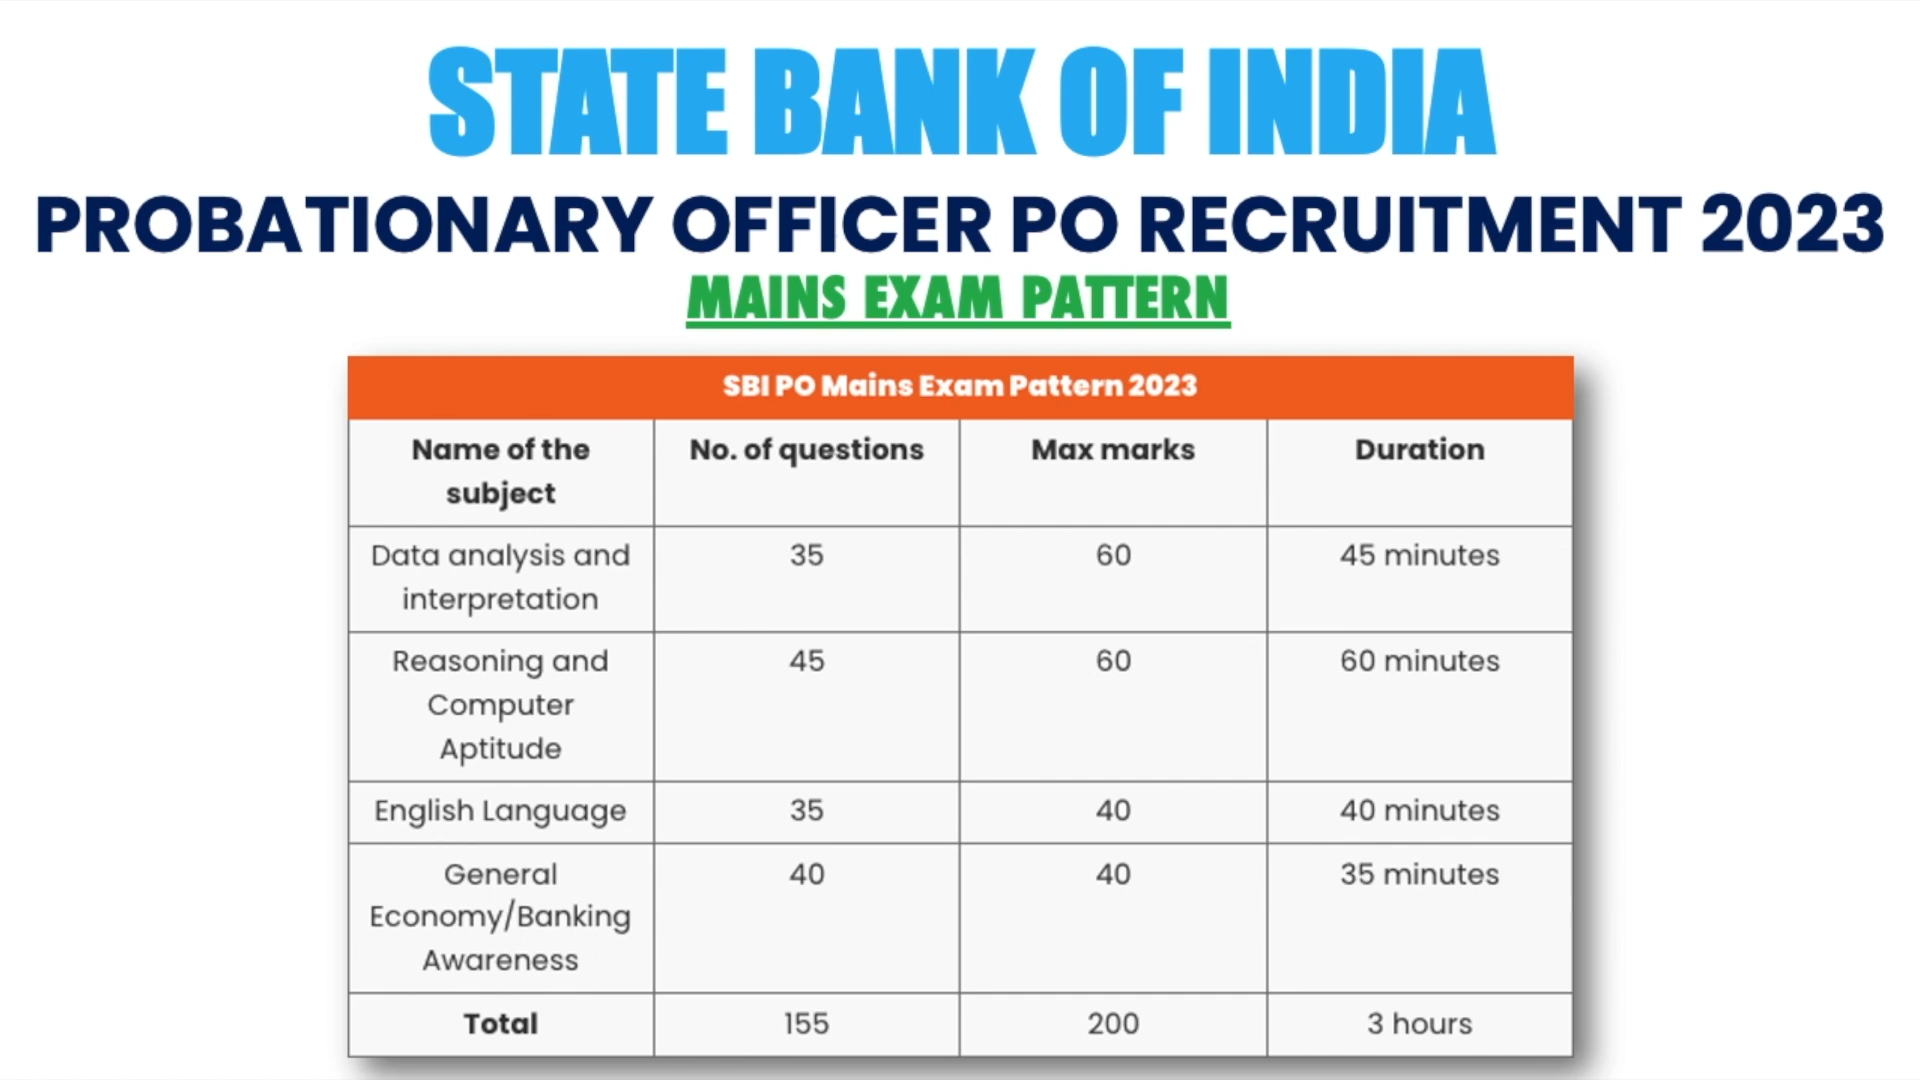 STATE BANK OF INDIA
PROBATIONARY OFFICER PO RECRUITMENT 2023
MAINS EXAM PATTERN
SBI PO Mains Exam Pattern 2023
Name of the subject No. of questions Max marks Duration
Data analysis and interpretation 35 60 45 minutes
Reasoning and Computer Aptitude 45 60 60 minutes
English Language 35 40 40 minutes
General Economy/Banking Awareness 40 40 35 minutes
Total 155 200 3 hours